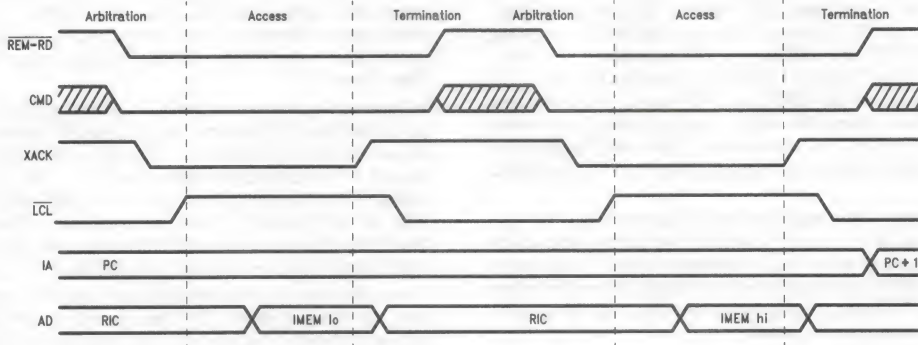 Arbitration Access Termination Arbitration Access Termination
REM-RD
CMD
XACK
LCL
IA PC PC + 1
AD RIC IMEM lo RIC IMEM hi